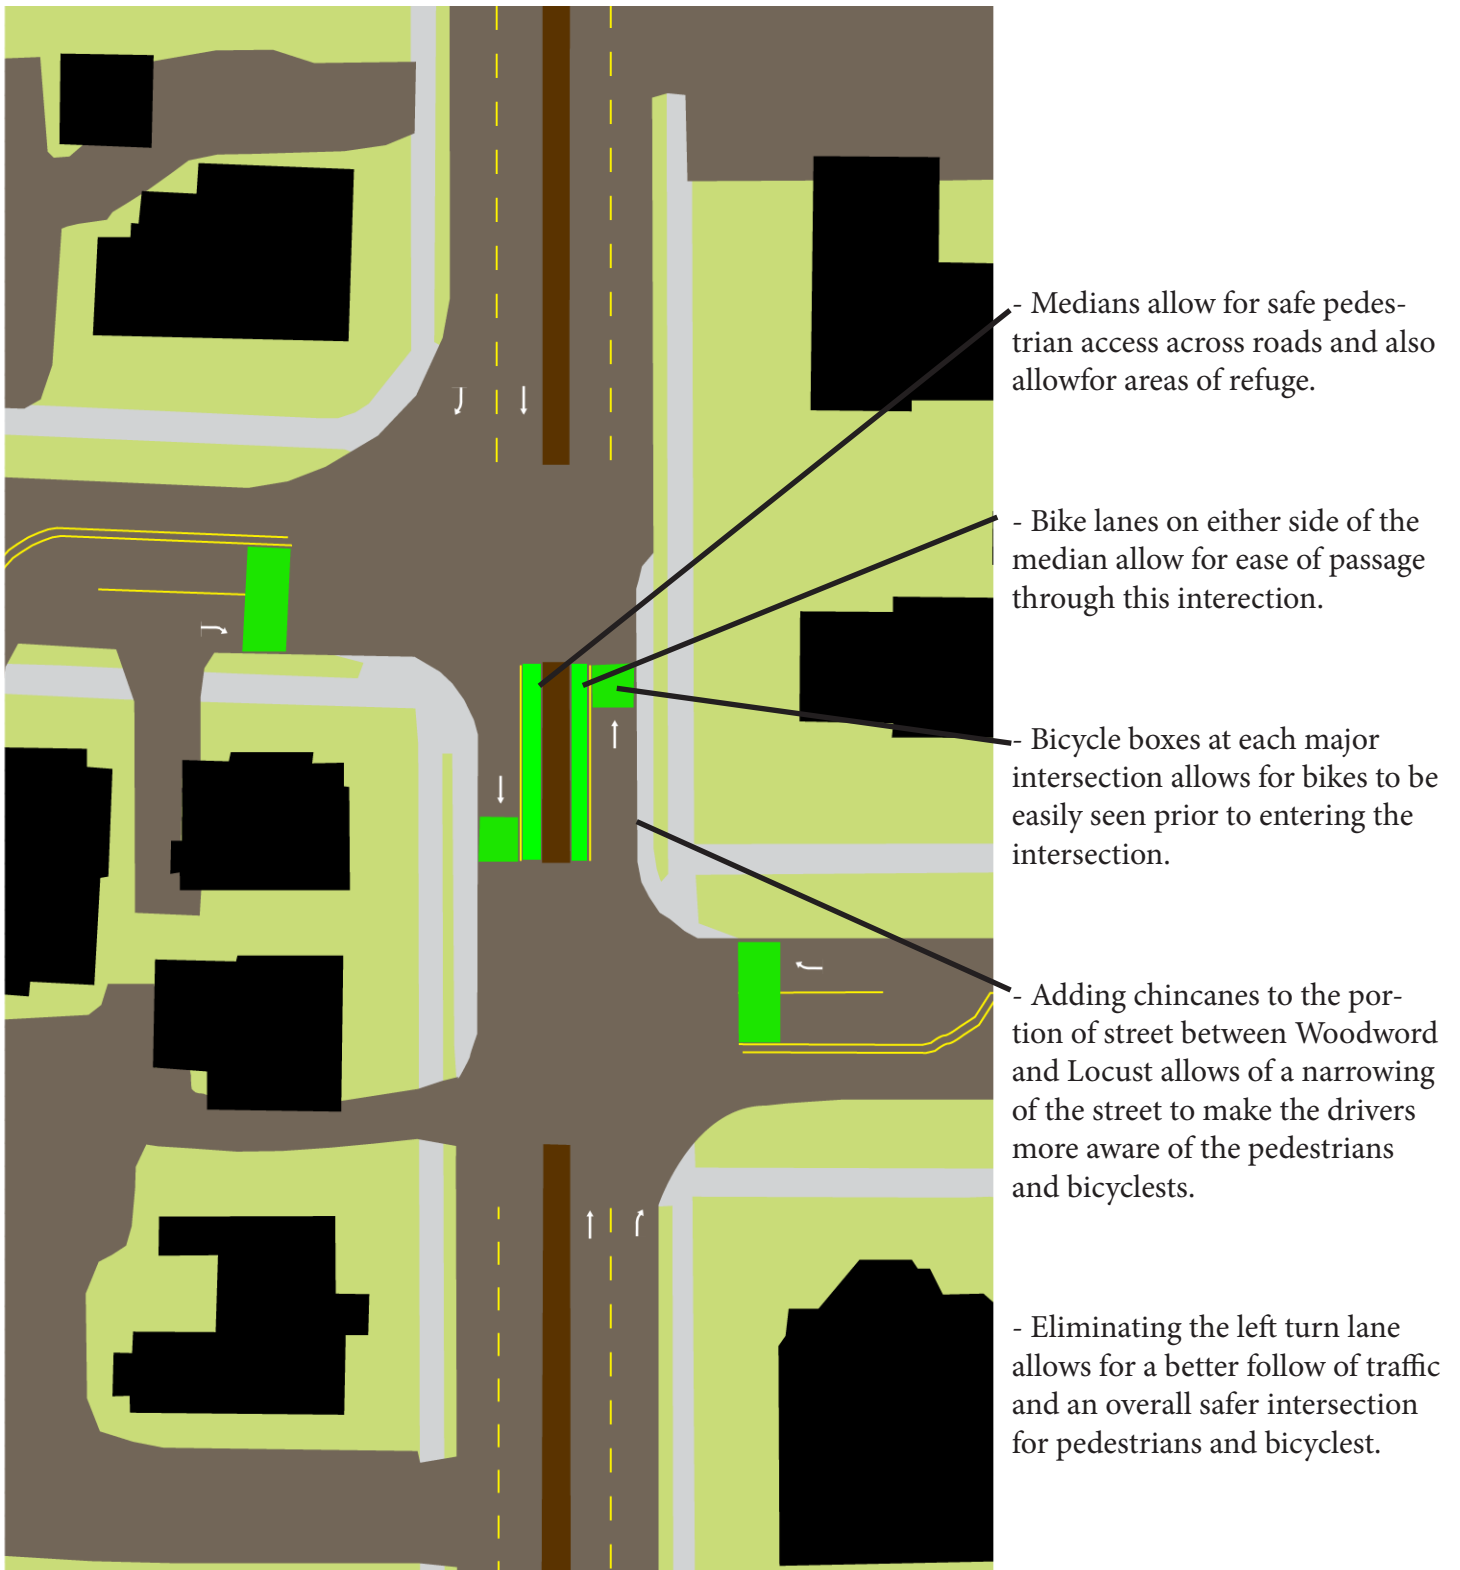 - Medians allow for safe pedes-
trian access across roads and also
allowfor areas of refuge.
- Bike lanes on either side of the
median allow for ease of passage
through this interection.
- Bicycle boxes at each major
intersection allows for bikes to be
easily seen prior to entering the
intersection.
- Adding chincanes to the por-
tion of street between Woodword
and Locust allows of a narrowing
of the street to make the drivers
more aware of the pedestrians
and bicyclests.
- Eliminating the left turn lane
allows for a better follow of traffic
and an overall safer intersection
for pedestrians and bicyclest.